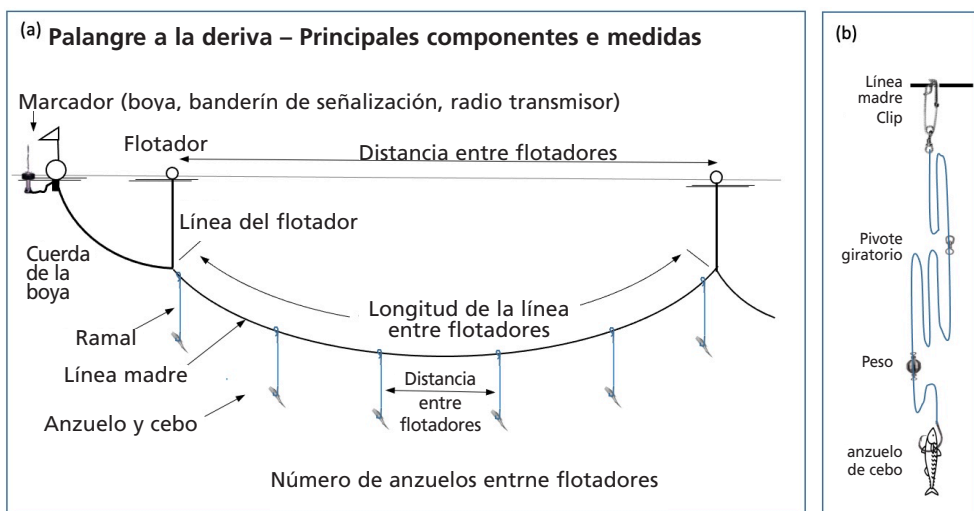 (a) Palangre a la deriva – Principales componentes e medidas
Marcador (boya, banderín de señalización, radio transmisor)
Flotador
Distancia entre flotadores
Línea del flotador
Cuerda
de la
boya
Longitud de la línea
entre flotadores
Ramal
Línea madre
Distancia
entre
flotadores
Anzuelo y cebo
Número de anzuelos entrne flotadores
(b)
Línea
madre
Clip
Pivote
giratorio
Peso
anzuelo
de cebo